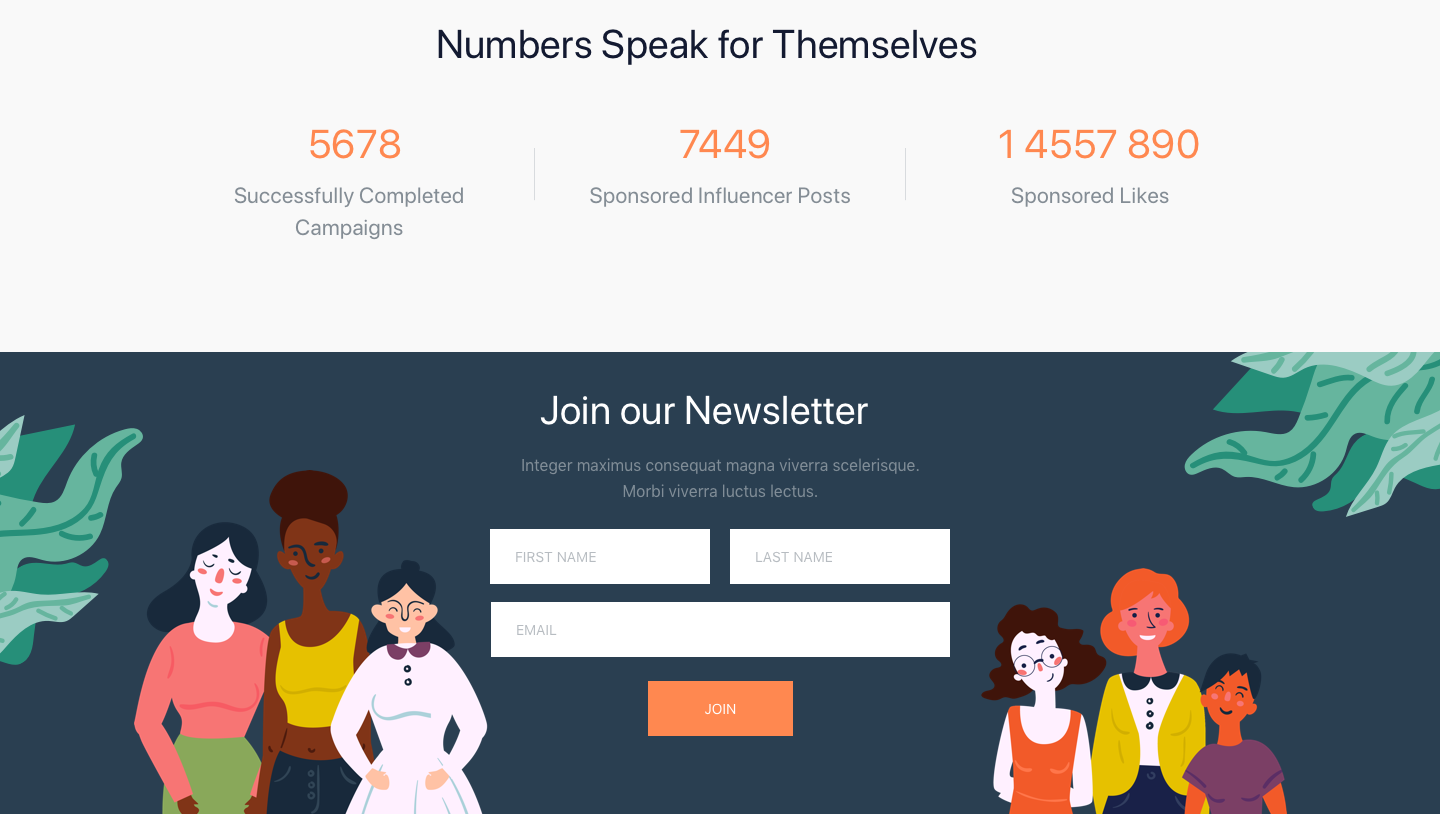 Numbers Speak for Themselves
5678
Successfully Completed
Campaigns
7449
Sponsored Influencer Posts
1 4557 890
Sponsored Likes
Join our Newsletter
Integer maximus consequat magna viverra scelerisque.
Morbi viverra luctus lectus.
FIRST NAME
LAST NAME
EMAIL
JOIN